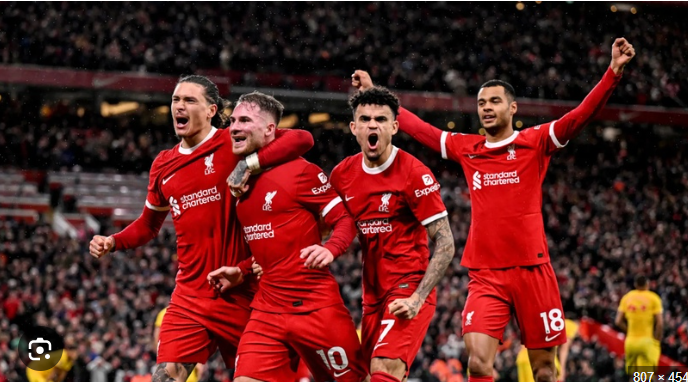 standard
chartered
standard
chartered
Expedia
standard
chartered
Expedia
standard
chartered
10
7
18
807 × 454